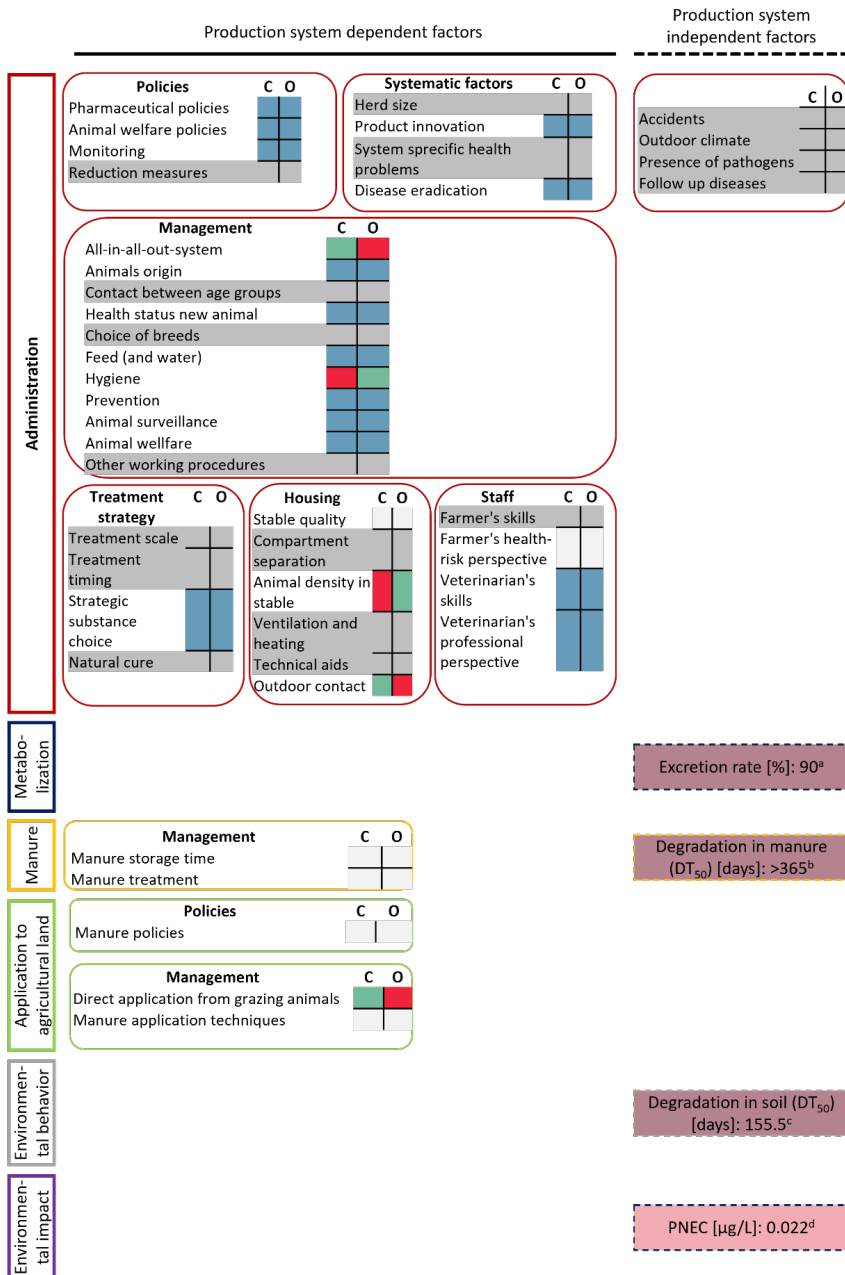 Production system dependent factors
Production system
independent factors
Administration
Policies
C O
Pharmaceutical policies
Animal welfare policies
Monitoring
Reduction measures
Systematic factors
C O
Herd size
Product innovation
System sprecific health
problems
Disease eradication
C O
Accidents
Outdoor climate
Presence of pathogens
Follow up diseases
Management
C O
All-in-all-out-system
Animals origin
Contact between age groups
Health status new animal
Choice of breeds
Feed (and water)
Hygiene
Prevention
Animal surveillance
Animal wellfare
Other working procedures
Treatment
strategy
C O
Treatment scale
Treatment
timing
Strategic
substance
choice
Natural cure
Housing
C O
Stable quality
Compartment
separation
Animal density in
stable
Ventilation and
heating
Technical aids
Outdoor contact
Staff
C O
Farmer's skills
Farmer's health-
risk perspective
Veterinarian's
skills
Veterinarian's
professional
perspective
Metabo-
lization
Excretion rate [%]: 90ᵃ
Manure
Management
C O
Manure storage time
Manure treatment
Degradation in manure
(DT₅₀) [days]: >365ᵇ
Application to
agricultural land
Policies
C O
Manure policies
Management
C O
Direct application from grazing animals
Manure application techniques
Environmen-
tal behavior
Degradation in soil (DT₅₀)
[days]: 155.5ᶜ
Environmen-
tal impact
PNEC [µg/L]: 0.022ᵈ